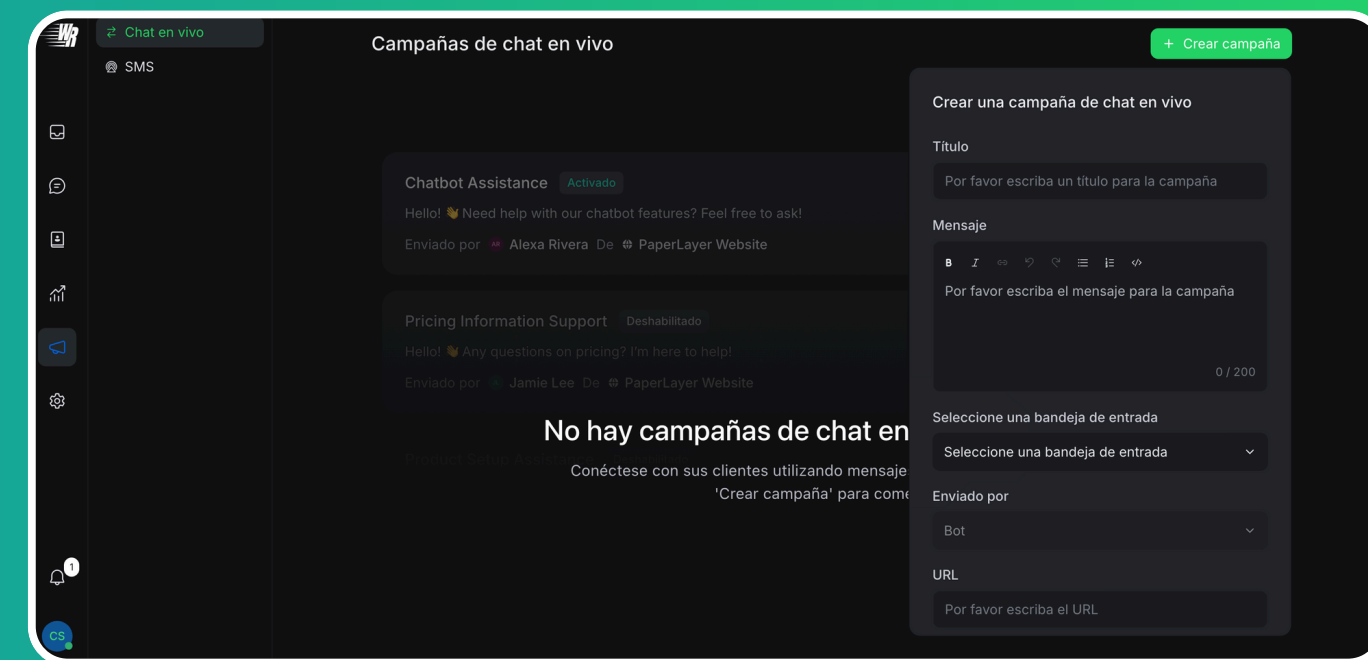 WR
Chat en vivo
SMS
Campañas de chat en vivo
+ Crear campaña
Chatbot Assistance Activado
Hello! 👋 Need help with our chatbot features? Feel free to ask!
Enviado por AR Alexa Rivera De PaperLayer Website
Pricing Information Support Deshabilitado
Hello! 👋 Any questions on pricing? I'm here to help!
Enviado por Jamie Lee De PaperLayer Website
Product Setup Assistance
No hay campañas de chat en
Conéctese con sus clientes utilizando mensaje
'Crear campaña' para come
Crear una campaña de chat en vivo
Título
Por favor escriba un título para la campaña
Mensaje
B I
Por favor escriba el mensaje para la campaña
0 / 200
Seleccione una bandeja de entrada
Seleccione una bandeja de entrada
Enviado por
Bot
URL
Por favor escriba el URL
1
CS